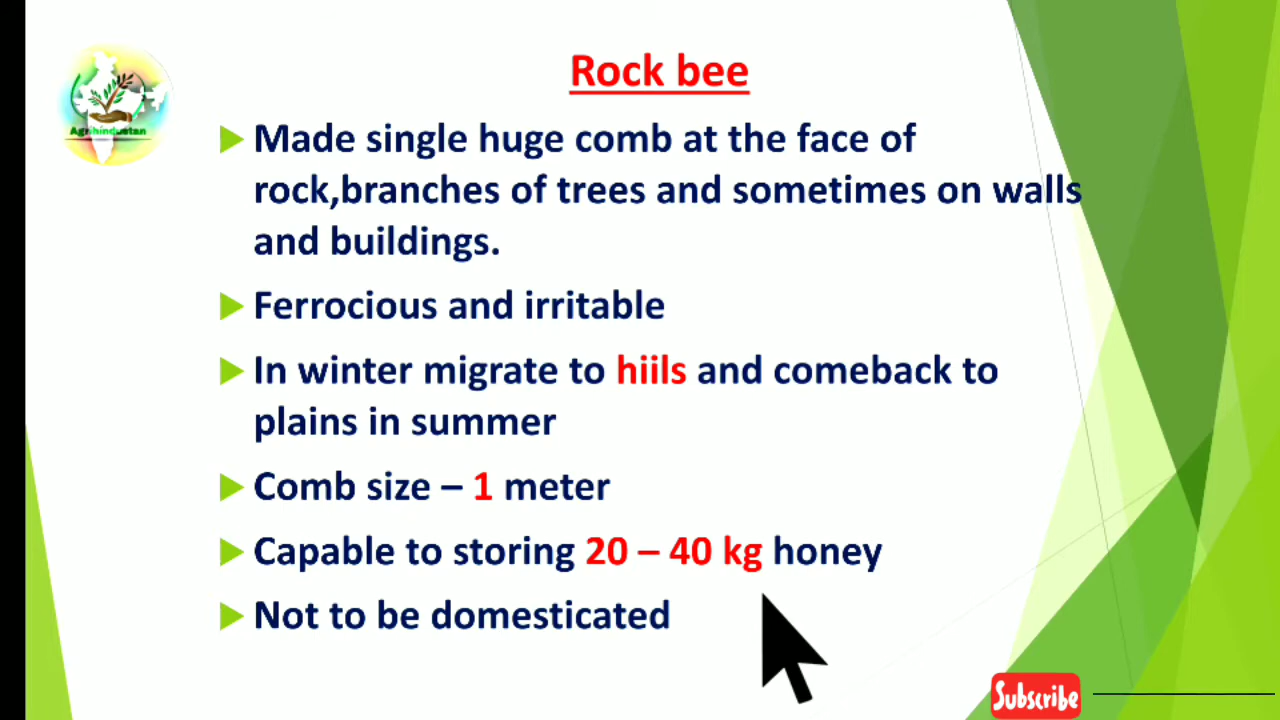 Rock bee
Made single huge comb at the face of
rock,branches of trees and sometimes on walls
and buildings.
Ferrocious and irritable
In winter migrate to hiils and comeback to
plains in summer
Comb size – 1 meter
Capable to storing 20 – 40 kg honey
Not to be domesticated
Agrihindustan
Subscribe